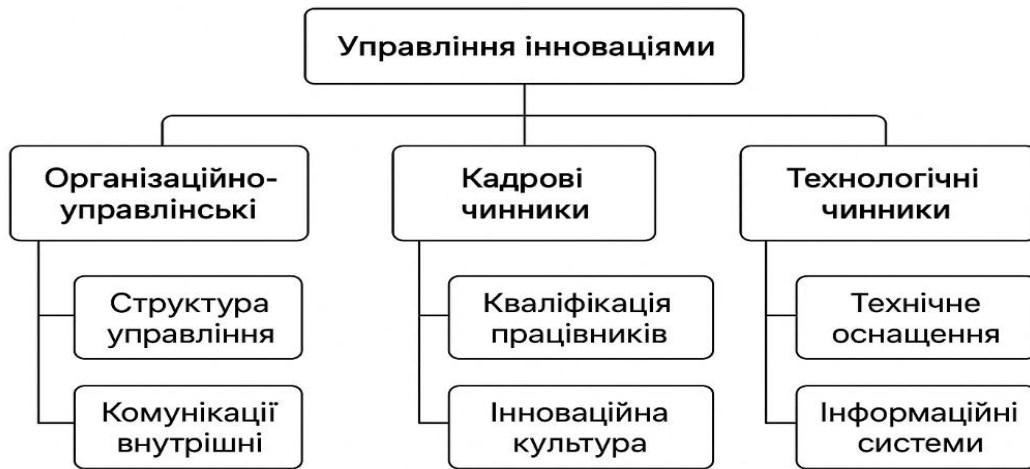 Управління інноваціями
Організаційно-
управлінські
Кадрові
чинники
Технологічні
чинники
Структура
управління
Кваліфікація
працівників
Технічне
оснащення
Комунікації
внутрішні
Інноваційна
культура
Інформаційні
системи